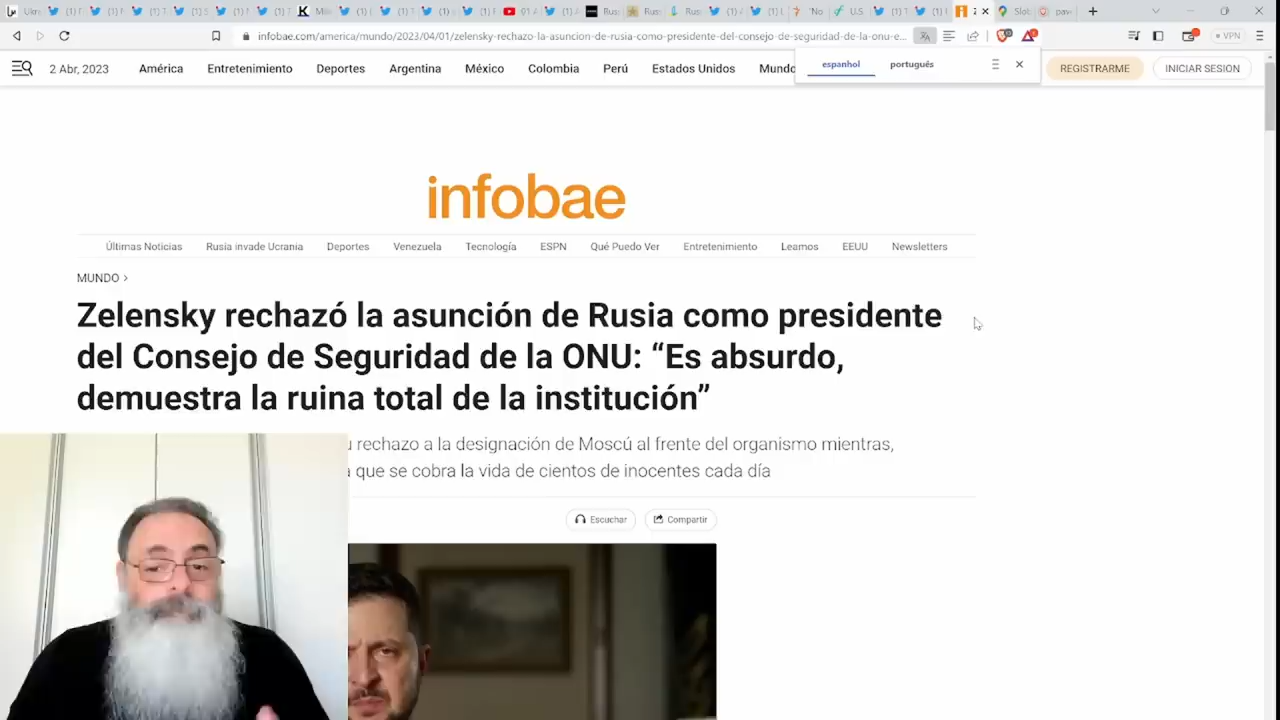 infobae.com/america/mundo/2023/04/01/zelensky-rechazo-la-asuncion-de-rusia-como-presidente-del-consejo-de-seguridad-de-la-onu-e...
VPN
2 Abr, 2023
América
Entretenimiento
Deportes
Argentina
México
Colombia
Perú
Estados Unidos
Mundo
espanhol
português
REGISTRARME
INICIAR SESION
infobae
Últimas Noticias
Rusia invade Ucrania
Deportes
Venezuela
Tecnología
ESPN
Qué Puedo Ver
Entretenimiento
Leamos
EEUU
Newsletters
MUNDO >
Zelensky rechazó la asunción de Rusia como presidente
del Consejo de Seguridad de la ONU: “Es absurdo,
demuestra la ruina total de la institución”
rechazo a la designación de Moscú al frente del organismo mientras,
que se cobra la vida de cientos de inocentes cada día
Escuchar
Compartir